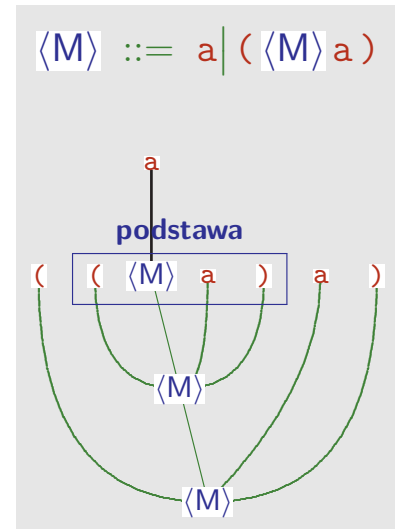 ⟨M⟩ ::= a|(⟨M⟩a)
a
podstawa
( ( ⟨M⟩ a ) a )
⟨M⟩
⟨M⟩